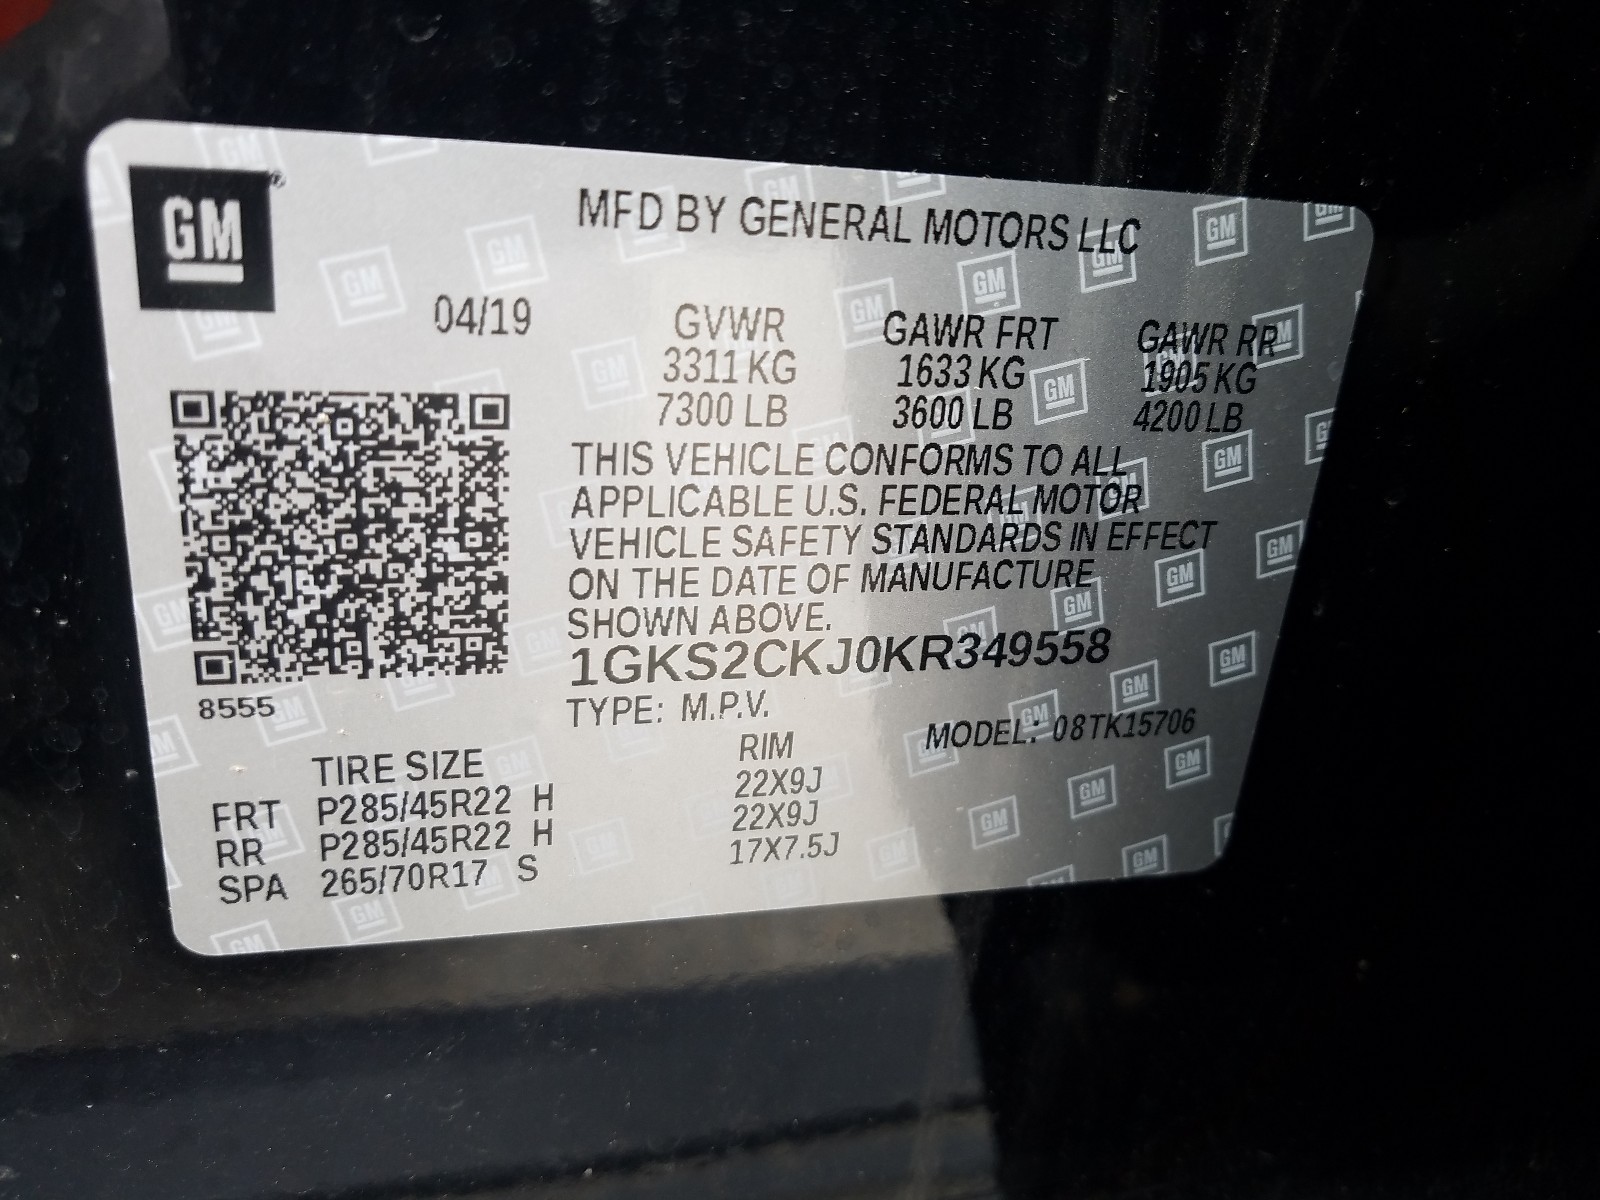 GM
MFD BY GENERAL MOTORS LLC
04/19
GVWR GAWR FRT GAWR RR
3311 KG 1633 KG 1905 KG
7300 LB 3600 LB 4200 LB
THIS VEHICLE CONFORMS TO ALL
APPLICABLE U.S. FEDERAL MOTOR
VEHICLE SAFETY STANDARDS IN EFFECT
ON THE DATE OF MANUFACTURE
SHOWN ABOVE.
1GKS2CKJ0KR349558
8555
TYPE: M.P.V. MODEL: 08TK15706
TIRE SIZE RIM
FRT P285/45R22 H 22X9J
RR P285/45R22 H 22X9J
SPA 265/70R17 S 17X7.5J